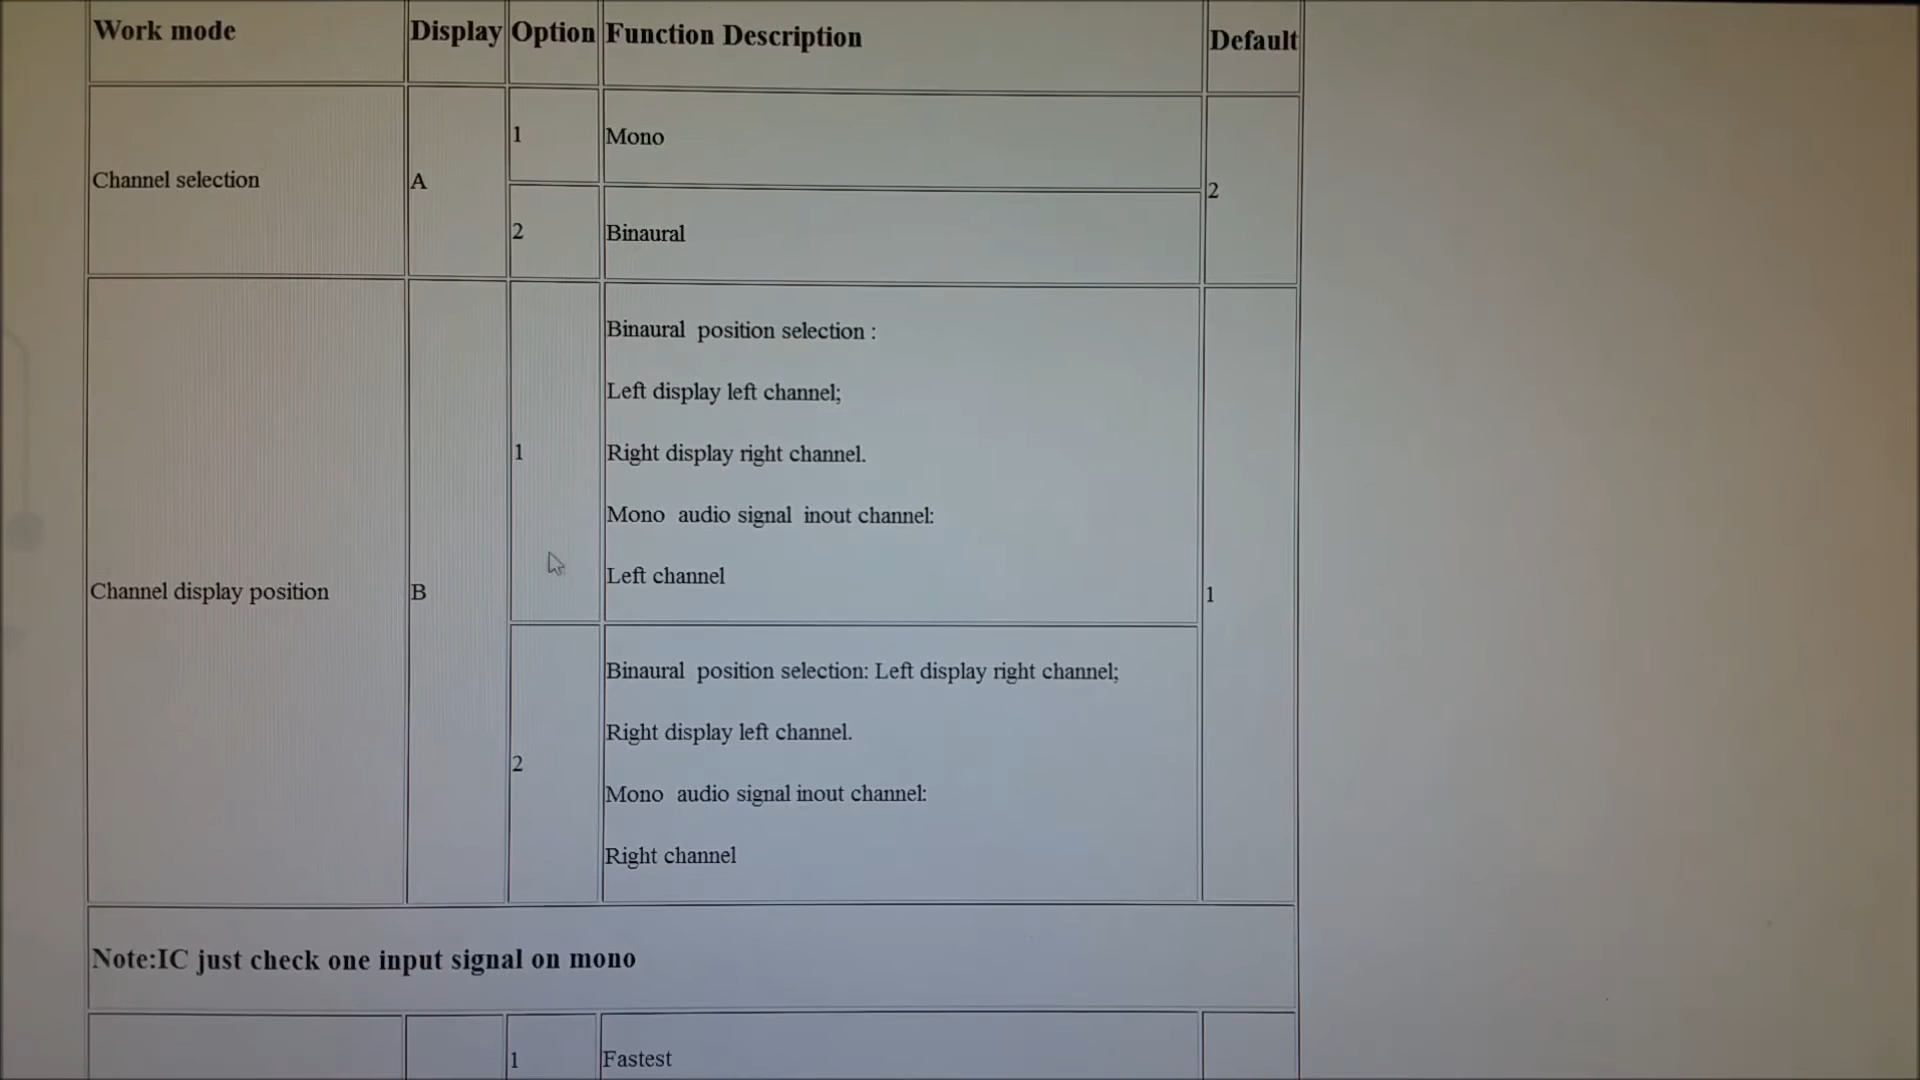 Work mode Display Option Function Description Default
Channel selection A 1 Mono 2
2 Binaural
Channel display position B 1 Binaural position selection :
Left display left channel;
Right display right channel.
Mono audio signal inout channel:
Left channel
1
2 Binaural position selection: Left display right channel;
Right display left channel.
Mono audio signal inout channel:
Right channel
Note:IC just check one input signal on mono
1 Fastest